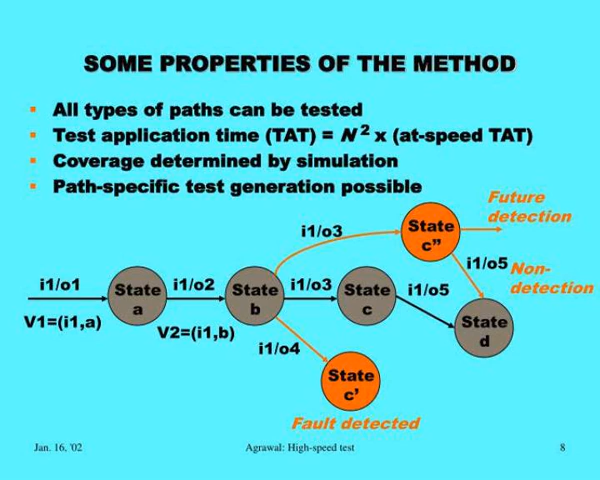 SOME PROPERTIES OF THE METHOD
▪ All types of paths can be tested
▪ Test application time (TAT) = N² x (at-speed TAT)
▪ Coverage determined by simulation
▪ Path-specific test generation possible
Future
detection
i1/o3
State
c”
i1/o5
Non-
detection
i1/o1
State
a
i1/o2
State
b
i1/o3
State
c
i1/o5
V1=(i1,a)
V2=(i1,b)
State
d
i1/o4
State
c’
Fault detected
Jan. 16, '02
Agrawal: High-speed test
8